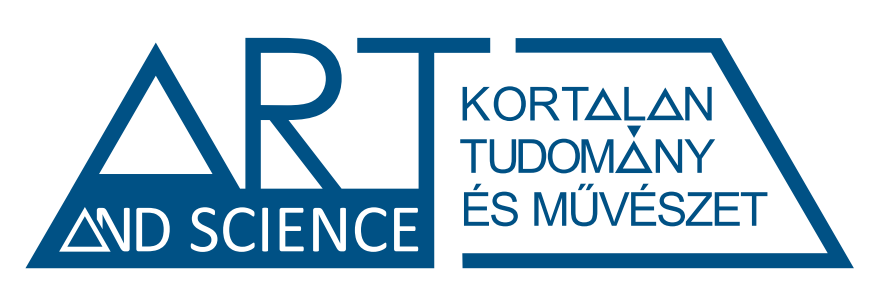 ART
AND SCIENCE
KORTALAN
TUDOMÁNY
ÉS MŰVÉSZET